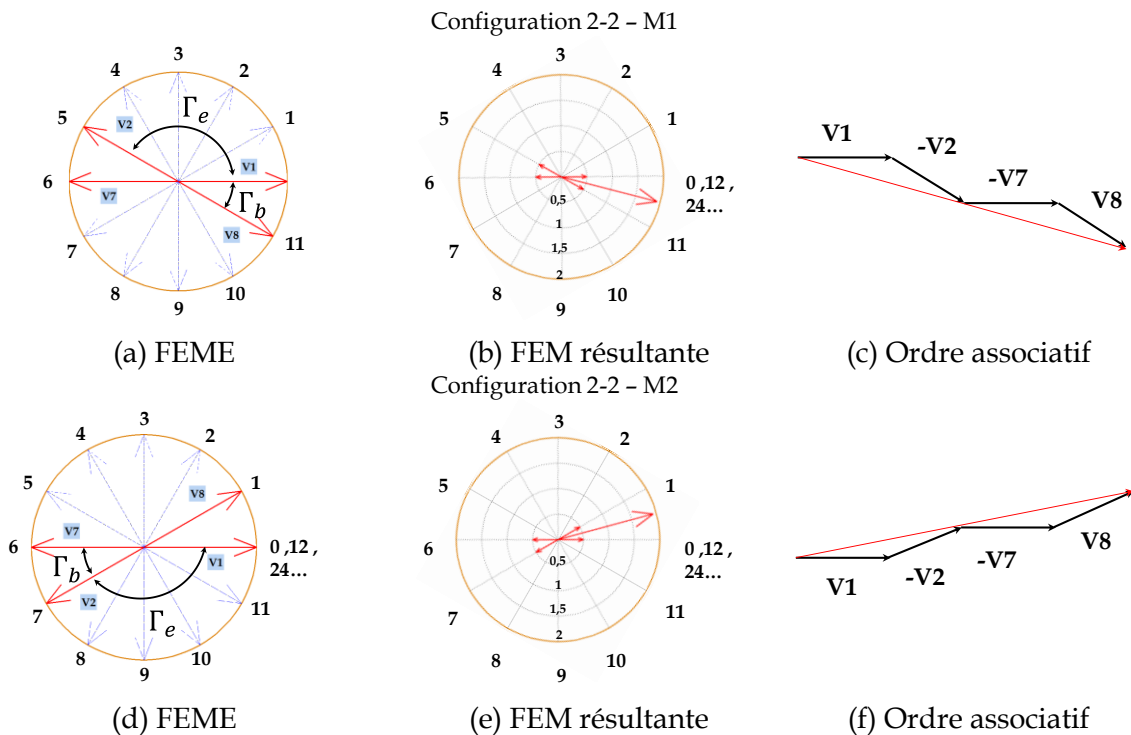 Configuration 2-2 – M1
3
4
2
5
Γe
V2
1
V1
6
V7
Γb
V8
7
11
8
10
9
3
4
2
5
1
6
0 ,12 ,
24…
0,5
1
1,5
2
7
11
8
10
9
V1
-V2
-V7
V8
(a) FEME
(b) FEM résultante
(c) Ordre associatif
Configuration 2-2 – M2
3
4
2
5
V8
1
V7
6
V1
0 ,12 ,
24…
Γb
V2
Γe
7
11
8
10
9
3
4
2
5
1
6
0 ,12 ,
24…
0,5
1
1,5
2
7
11
8
10
9
V1
-V2
-V7
V8
(d) FEME
(e) FEM résultante
(f) Ordre associatif